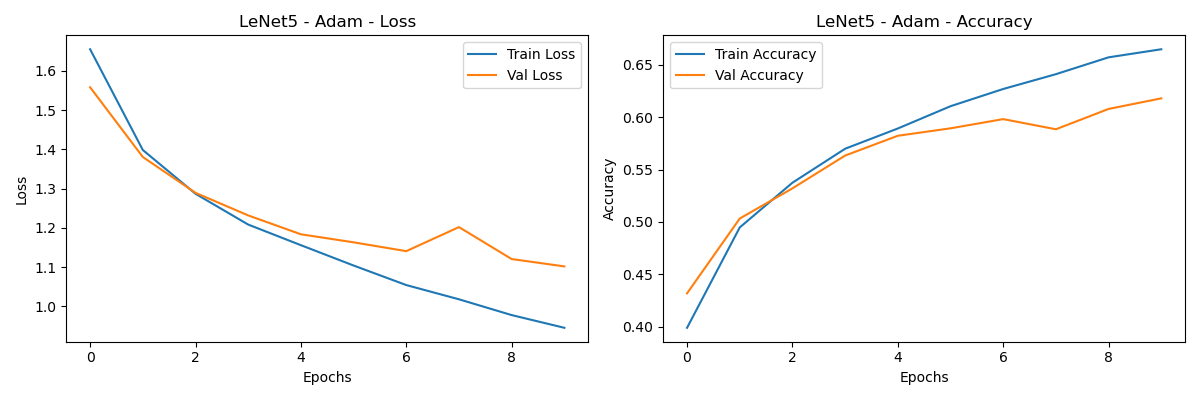 LeNet5 - Adam - Loss
Train Loss
Val Loss
1.6
1.5
1.4
1.3
1.2
1.1
1.0
Loss
0 2 4 6 8
Epochs
LeNet5 - Adam - Accuracy
Train Accuracy
Val Accuracy
0.65
0.60
0.55
0.50
0.45
0.40
Accuracy
0 2 4 6 8
Epochs